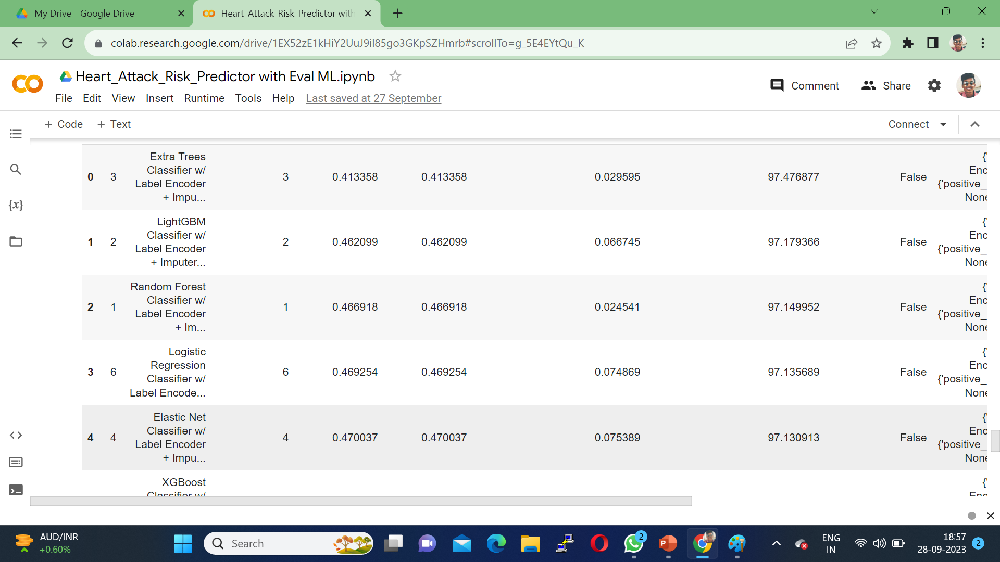 My Drive - Google Drive
Heart_Attack_Risk_Predictor with
colab.research.google.com/drive/1EX52zE1kHiY2UuJ9il85go3GKpSZHmrb#scrollTo=g_5E4EYtQu_K
Heart_Attack_Risk_Predictor with Eval ML.ipynb
Comment
Share
File Edit View Insert Runtime Tools Help Last saved at 27 September
+ Code + Text
Connect
Extra Trees
Classifier w/
Label Encoder
+ Impu...
0 3 3 0.413358 0.413358 0.029595 97.476877 False
{'
Enc
{'positive_
None
LightGBM
Classifier w/
Label Encoder
+ Imputer...
1 2 2 0.462099 0.462099 0.066745 97.179366 False
{'
Enc
{'positive_
None
Random Forest
Classifier w/
Label Encoder
+ Im...
2 1 1 0.466918 0.466918 0.024541 97.149952 False
{'
Enc
{'positive_
None
Logistic
Regression
Classifier w/
Label Encode...
3 6 6 0.469254 0.469254 0.074869 97.135689 False
{'
Enc
{'positive_
None
Elastic Net
Classifier w/
Label Encoder
+ Impu...
4 4 4 0.470037 0.470037 0.075389 97.130913 False
{'
Enc
{'positive_
None
XGBoost
Classifier w/
{'
Enc
AUD/INR
+0.60%
Search
2
P
ENG
IN
18:57
28-09-2023
2